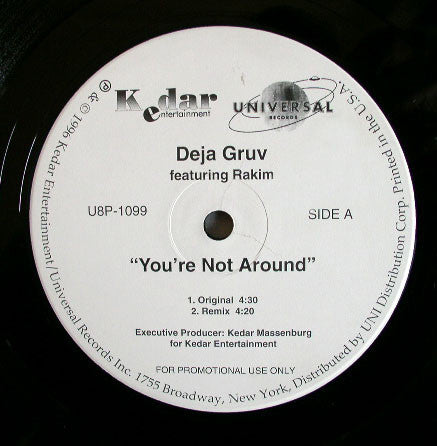 Kedar
entertainment
UNIVERSAL
RECORDS
Deja Gruv
featuring Rakim
U8P-1099
SIDE A
“You’re Not Around”
1. Original 4:30
2. Remix 4:20
Executive Producer: Kedar Massenburg
for Kedar Entertainment
FOR PROMOTIONAL USE ONLY
℗ & © 1996 Kedar Entertainment/Universal Records Inc. 1755 Broadway, New York, Distributed by UNI Distribution Corp. Printed in the U.S.A.